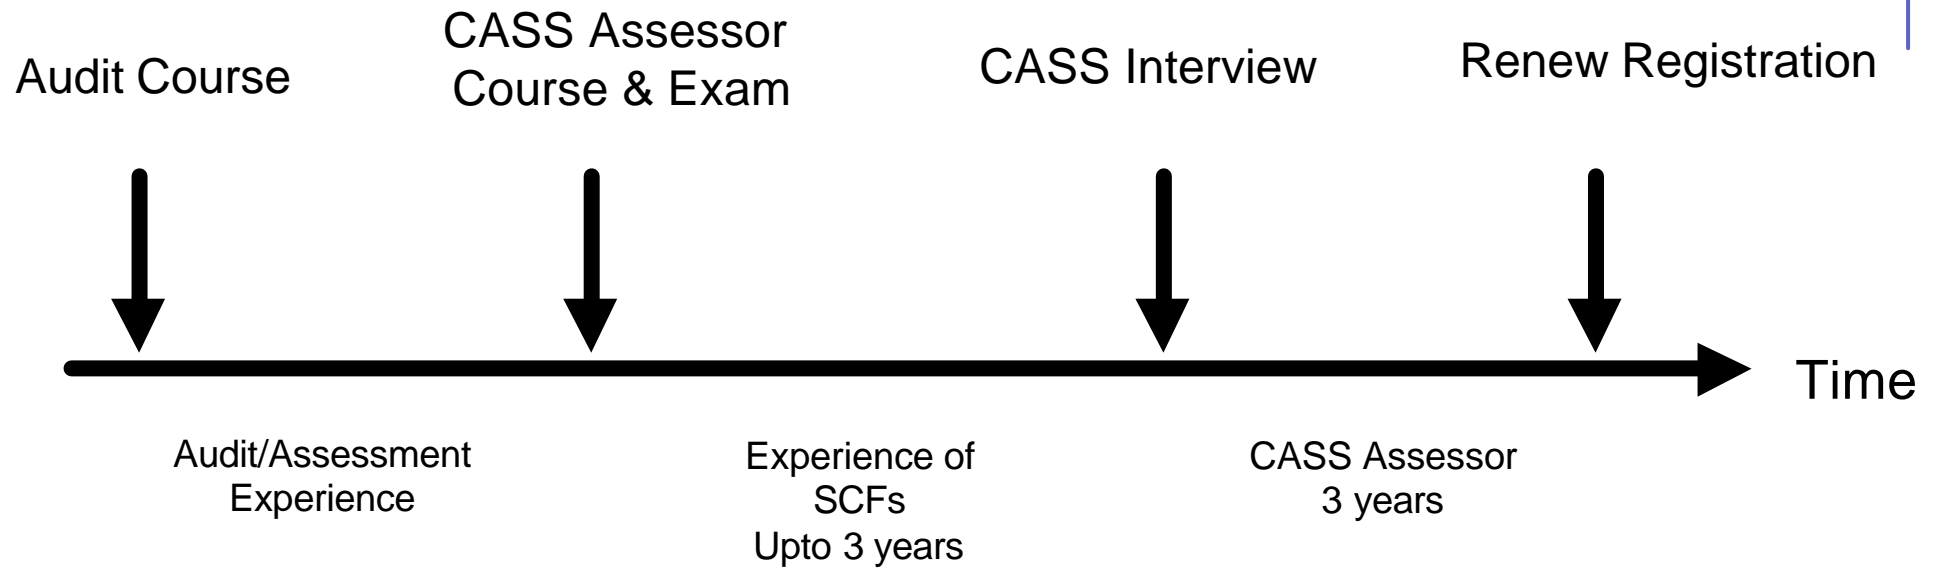 Audit Course
CASS Assessor
Course & Exam
CASS Interview
Renew Registration
Time
Audit/Assessment
Experience
Experience of
SCFs
Upto 3 years
CASS Assessor
3 years